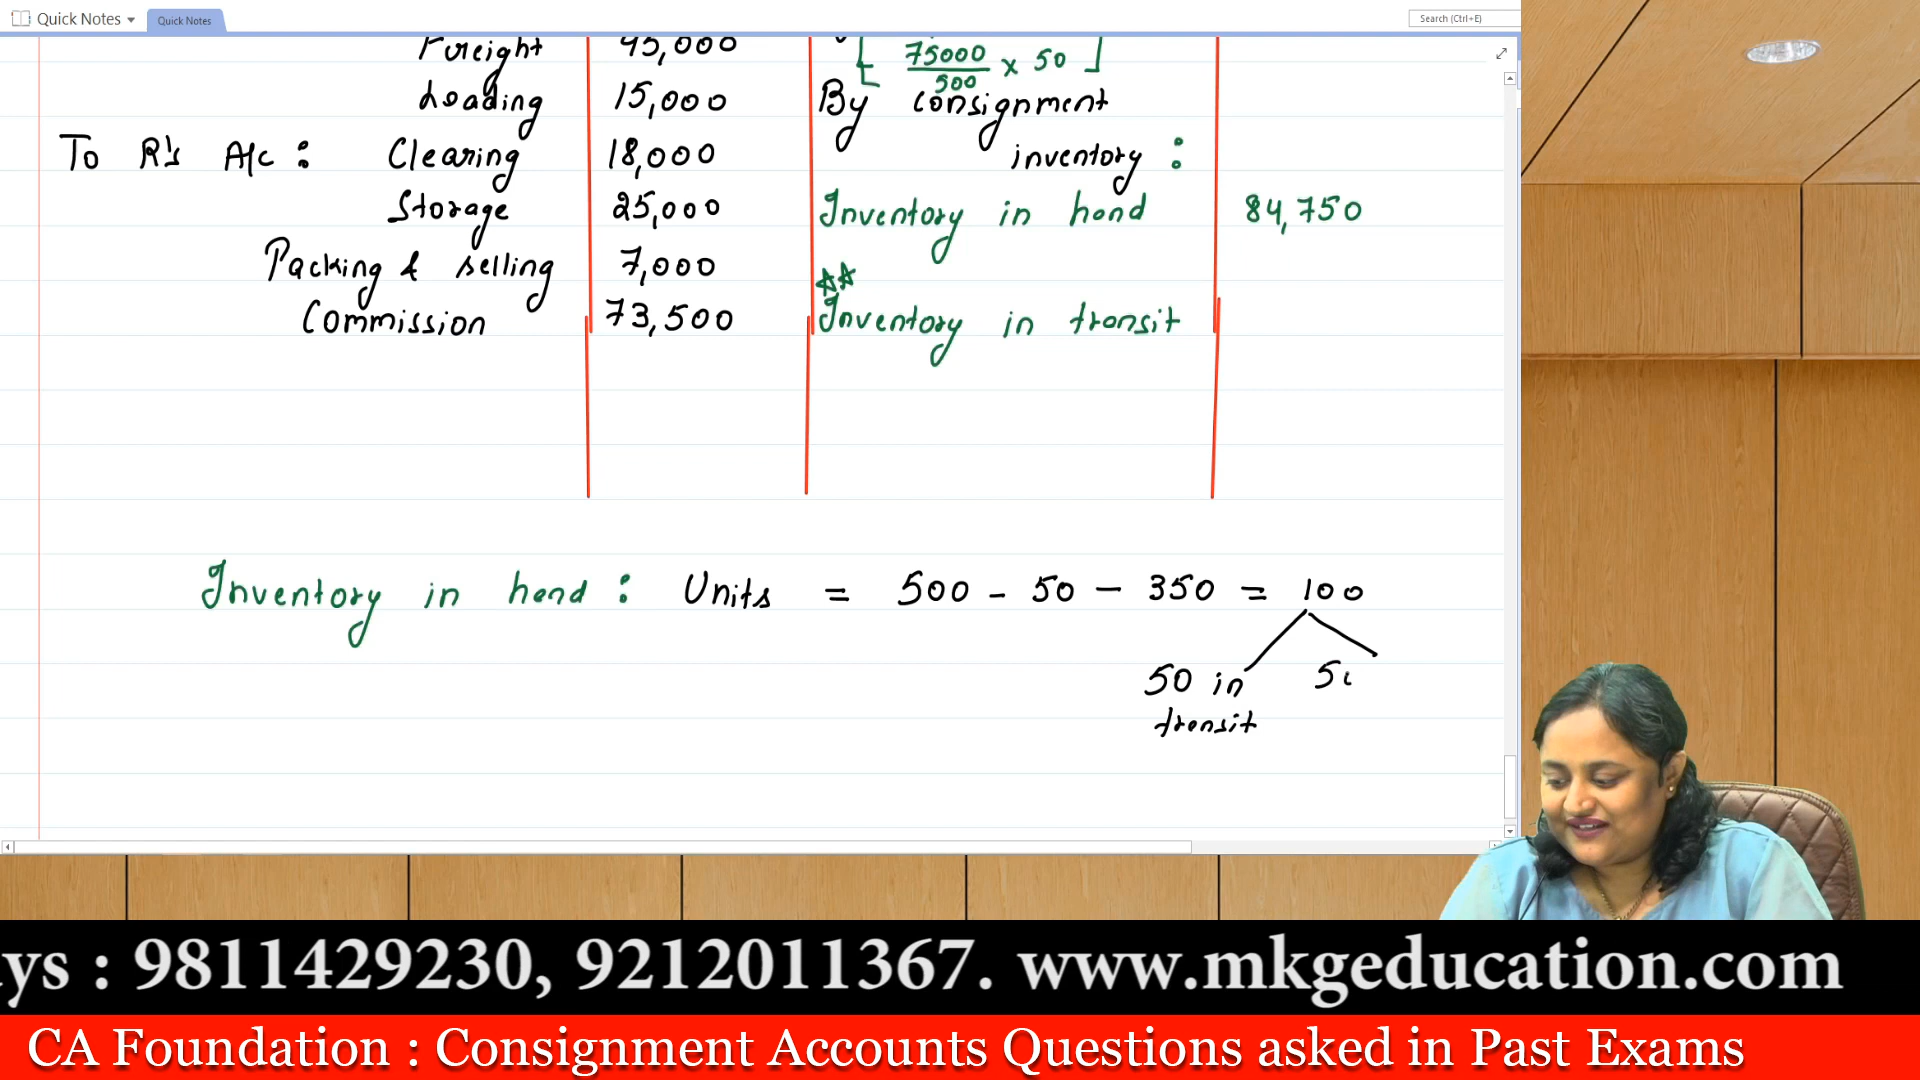 Quick Notes
Quick Notes
Search (Ctrl+E)
Freight 45,000
[ 75000 / 500 × 50 ]
Loading 15,000 By consignment
To R's A/c : Clearing 18,000 inventory :
Storage 25,000 Inventory in hand 84,750
Packing & selling 7,000
Commission 73,500 Inventory in transit
Inventory in hand : Units = 500 - 50 - 350 = 100
50 in
transit
ys : 9811429230, 9212011367. www.mkgeducation.com
CA Foundation : Consignment Accounts Questions asked in Past Exams